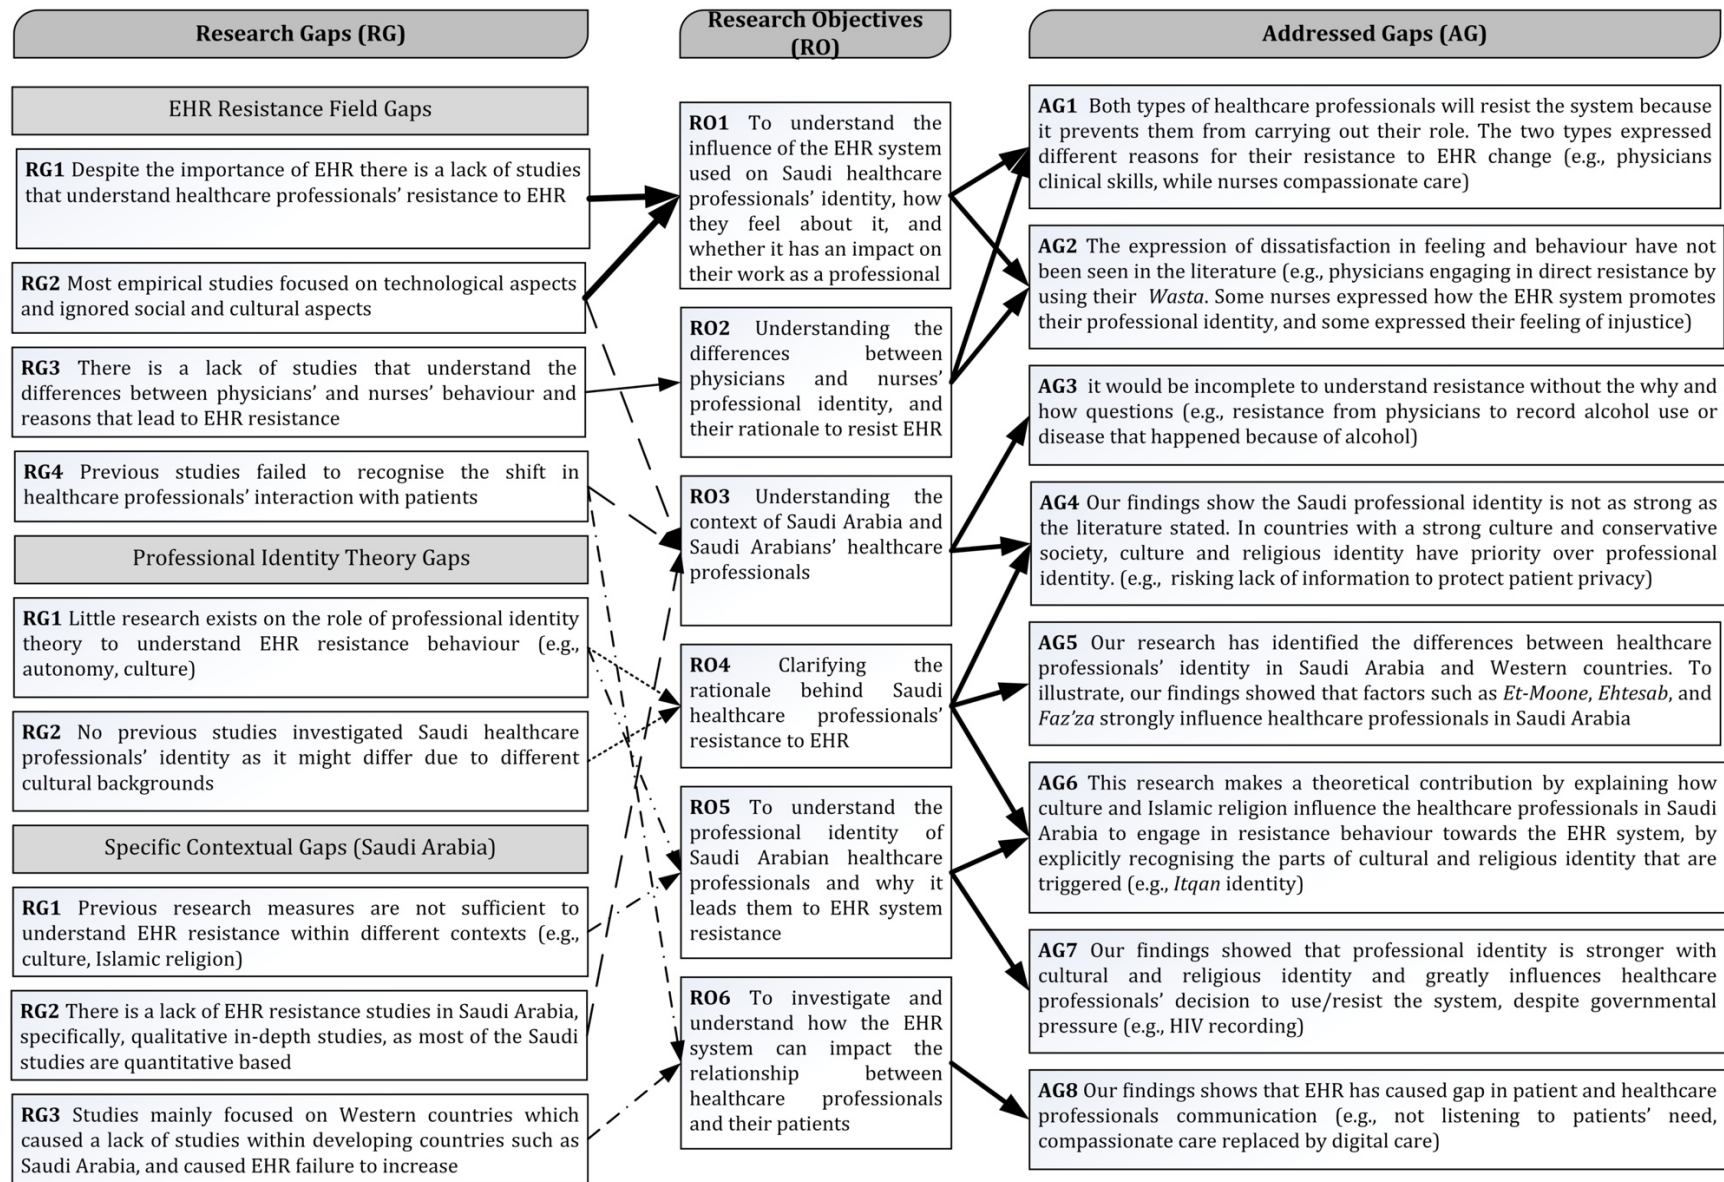 Research Gaps (RG)
Research Objectives
(RO)
Addressed Gaps (AG)
EHR Resistance Field Gaps
RG1 Despite the importance of EHR there is a lack of studies
that understand healthcare professionals’ resistance to EHR
RG2 Most empirical studies focused on technological aspects
and ignored social and cultural aspects
RG3 There is a lack of studies that understand the
differences between physicians’ and nurses’ behaviour and
reasons that lead to EHR resistance
RG4 Previous studies failed to recognise the shift in
healthcare professionals’ interaction with patients
Professional Identity Theory Gaps
RG1 Little research exists on the role of professional identity
theory to understand EHR resistance behaviour (e.g.,
autonomy, culture)
RG2 No previous studies investigated Saudi healthcare
professionals’ identity as it might differ due to different
cultural backgrounds
Specific Contextual Gaps (Saudi Arabia)
RG1 Previous research measures are not sufficient to
understand EHR resistance within different contexts (e.g.,
culture, Islamic religion)
RG2 There is a lack of EHR resistance studies in Saudi Arabia,
specifically, qualitative in-depth studies, as most of the Saudi
studies are quantitative based
RG3 Studies mainly focused on Western countries which
caused a lack of studies within developing countries such as
Saudi Arabia, and caused EHR failure to increase
RO1 To understand the
influence of the EHR system
used on Saudi healthcare
professionals’ identity, how
they feel about it, and
whether it has an impact on
their work as a professional
RO2 Understanding the
differences between
physicians and nurses’
professional identity, and
their rationale to resist EHR
RO3 Understanding the
context of Saudi Arabia and
Saudi Arabians’ healthcare
professionals
RO4 Clarifying the
rationale behind Saudi
healthcare professionals’
resistance to EHR
RO5 To understand the
professional identity of
Saudi Arabian healthcare
professionals and why it
leads them to EHR system
resistance
RO6 To investigate and
understand how the EHR
system can impact the
relationship between
healthcare professionals
and their patients
AG1 Both types of healthcare professionals will resist the system because
it prevents them from carrying out their role. The two types expressed
different reasons for their resistance to EHR change (e.g., physicians
clinical skills, while nurses compassionate care)
AG2 The expression of dissatisfaction in feeling and behaviour have not
been seen in the literature (e.g., physicians engaging in direct resistance by
using their Wasta. Some nurses expressed how the EHR system promotes
their professional identity, and some expressed their feeling of injustice)
AG3 it would be incomplete to understand resistance without the why and
how questions (e.g., resistance from physicians to record alcohol use or
disease that happened because of alcohol)
AG4 Our findings show the Saudi professional identity is not as strong as
the literature stated. In countries with a strong culture and conservative
society, culture and religious identity have priority over professional
identity. (e.g., risking lack of information to protect patient privacy)
AG5 Our research has identified the differences between healthcare
professionals’ identity in Saudi Arabia and Western countries. To
illustrate, our findings showed that factors such as Et-Moone, Ehtesab, and
Faz’za strongly influence healthcare professionals in Saudi Arabia
AG6 This research makes a theoretical contribution by explaining how
culture and Islamic religion influence the healthcare professionals in Saudi
Arabia to engage in resistance behaviour towards the EHR system, by
explicitly recognising the parts of cultural and religious identity that are
triggered (e.g., Itqan identity)
AG7 Our findings showed that professional identity is stronger with
cultural and religious identity and greatly influences healthcare
professionals’ decision to use/resist the system, despite governmental
pressure (e.g., HIV recording)
AG8 Our findings shows that EHR has caused gap in patient and healthcare
professionals communication (e.g., not listening to patients’ need,
compassionate care replaced by digital care)